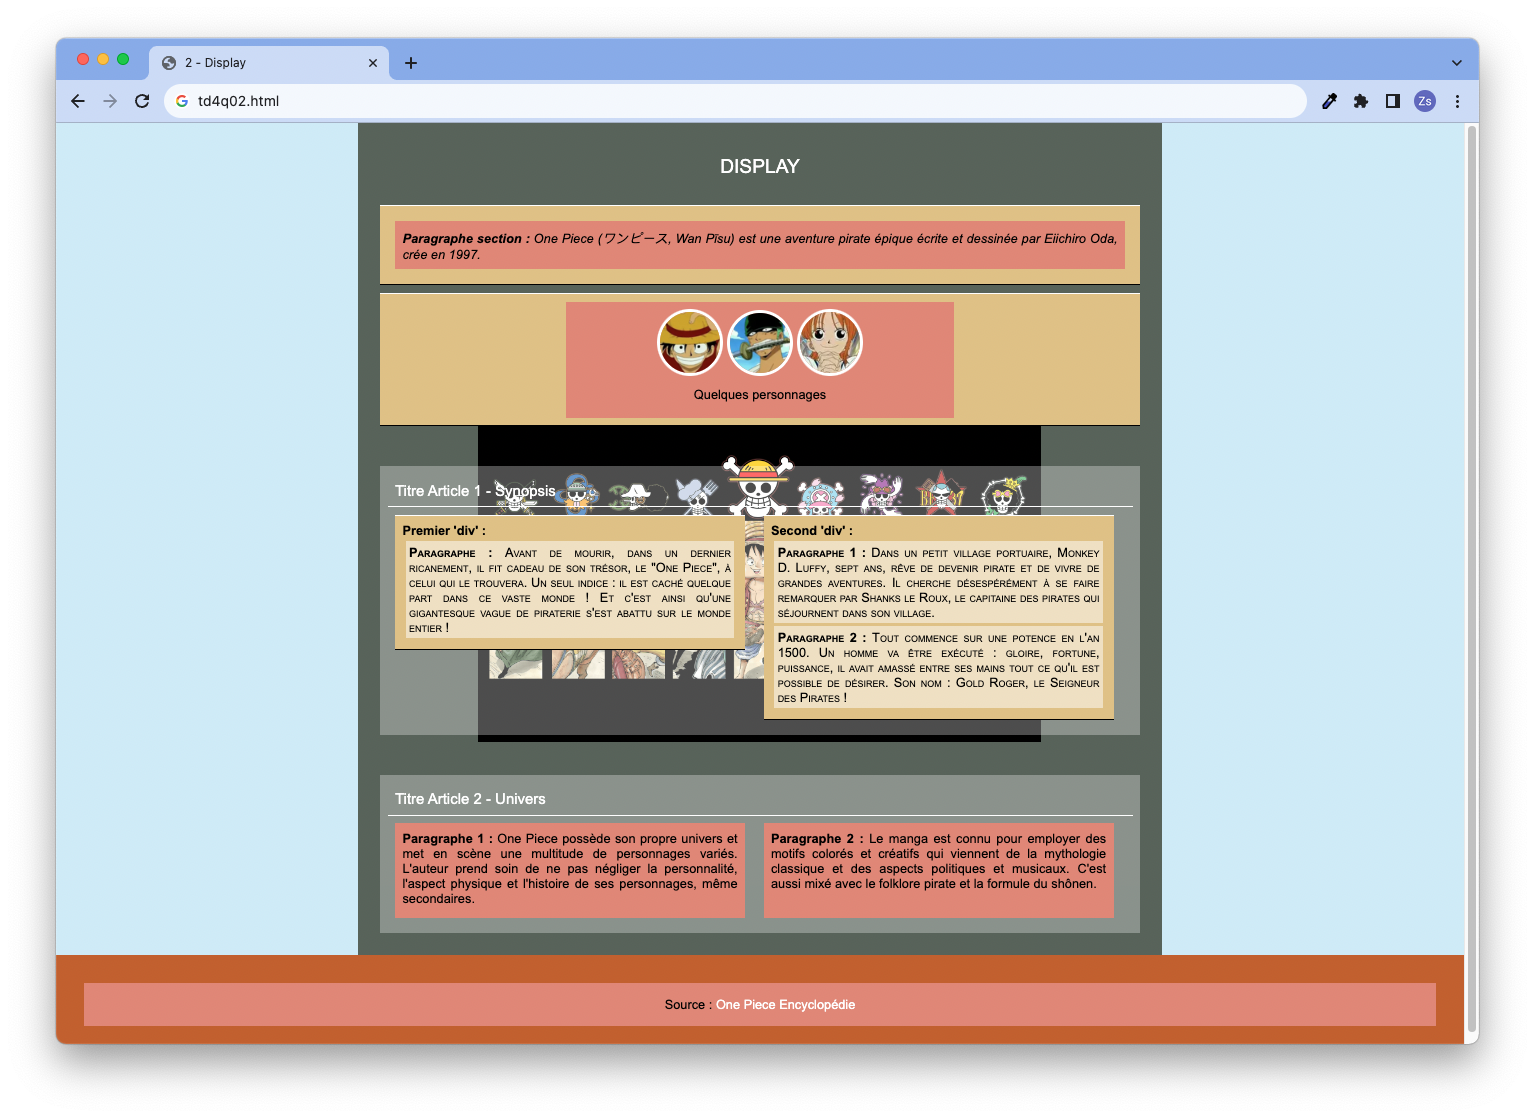 2 - Display
td4q02.html
Zs
DISPLAY
Paragraphe section : One Piece (ワンピース, Wan Pīsu) est une aventure pirate épique écrite et dessinée par Eiichiro Oda,
crée en 1997.
Quelques personnages
Titre Article 1 - Synopsis
Premier 'div' :
Paragraphe : Avant de mourir, dans un dernier
ricanement, il fit cadeau de son trésor, le "One Piece", à
celui qui le trouvera. Un seul indice : il est caché quelque
part dans ce vaste monde ! Et c'est ainsi qu'une
gigantesque vague de piraterie s'est abattu sur le monde
entier !
Second 'div' :
Paragraphe 1 : Dans un petit village portuaire, Monkey
D. Luffy, sept ans, rêve de devenir pirate et de vivre de
grandes aventures. Il cherche désespérément à se faire
remarquer par Shanks le Roux, le capitaine des pirates qui
séjournent dans son village.
Paragraphe 2 : Tout commence sur une potence en l'an
1500. Un homme va être exécuté : gloire, fortune,
puissance, il avait amassé entre ses mains tout ce qu'il est
possible de désirer. Son nom : Gold Roger, le Seigneur
des Pirates !
Titre Article 2 - Univers
Paragraphe 1 : One Piece possède son propre univers et
met en scène une multitude de personnages variés.
L'auteur prend soin de ne pas négliger la personnalité,
l'aspect physique et l'histoire de ses personnages, même
secondaires.
Paragraphe 2 : Le manga est connu pour employer des
motifs colorés et créatifs qui viennent de la mythologie
classique et des aspects politiques et musicaux. C'est
aussi mixé avec le folklore pirate et la formule du shônen.
Source : One Piece Encyclopédie